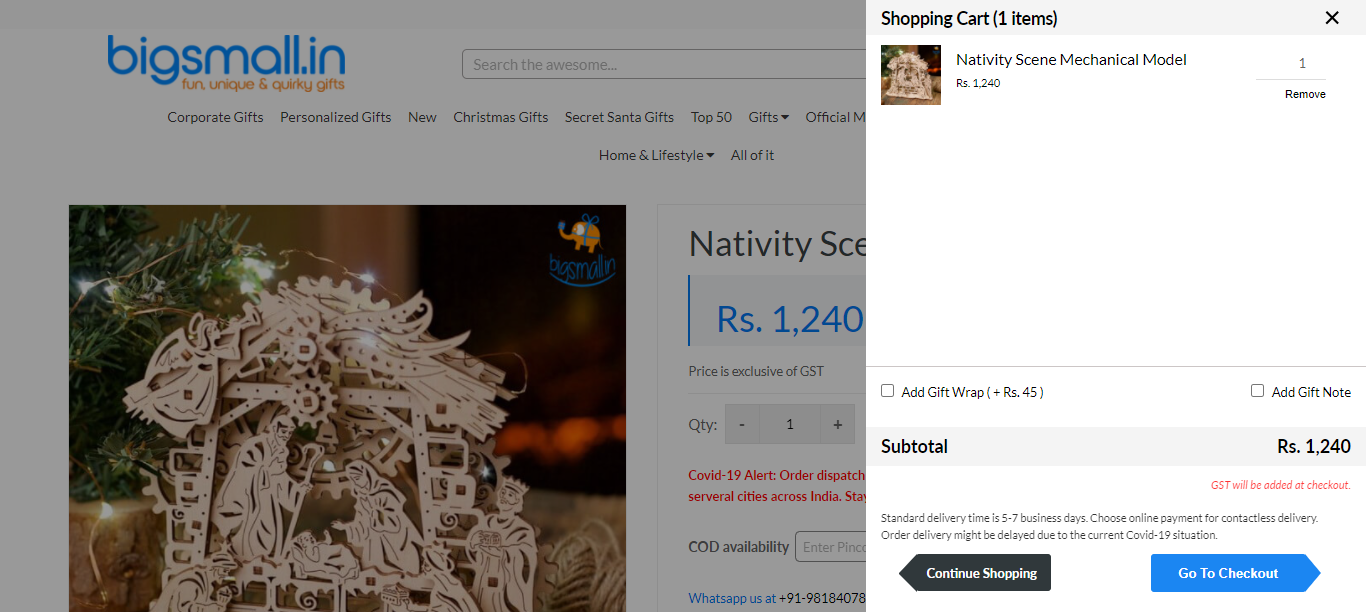 bigsmall.in
fun, unique & quirky gifts
Search the awesome...
Corporate Gifts Personalized Gifts New Christmas Gifts Secret Santa Gifts Top 50 Gifts Official M
Home & Lifestyle All of it
bigsmall.in
Nativity Sce
Rs. 1,240
Price is exclusive of GST
Qty: - 1 +
Covid-19 Alert: Order dispatch
serveral cities across India. Stay
COD availability Enter Pinco
Whatsapp us at +91-98184078
Shopping Cart (1 items) ×
Nativity Scene Mechanical Model 1
Rs. 1,240 Remove
Add Gift Wrap ( + Rs. 45 ) Add Gift Note
Subtotal Rs. 1,240
GST will be added at checkout.
Standard delivery time is 5-7 business days. Choose online payment for contactless delivery.
Order delivery might be delayed due to the current Covid-19 situation.
Continue Shopping Go To Checkout